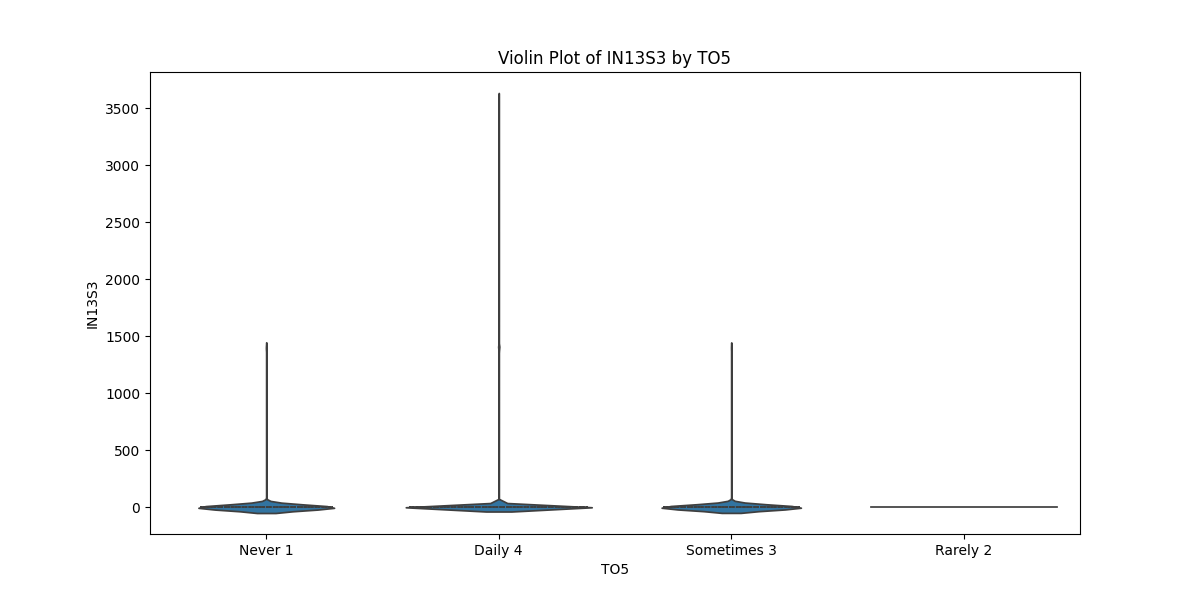 Violin Plot of IN13S3 by TO5
IN13S3
3500
3000
2500
2000
1500
1000
500
0
Never 1
Daily 4
Sometimes 3
Rarely 2
TO5